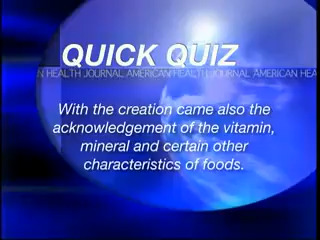 QUICK QUIZ
N HEALTH JOURNAL AMERICAN HEALTH JOURNAL AMERICAN HEA
With the creation came also the
acknowledgement of the vitamin,
mineral and certain other
characteristics of foods.